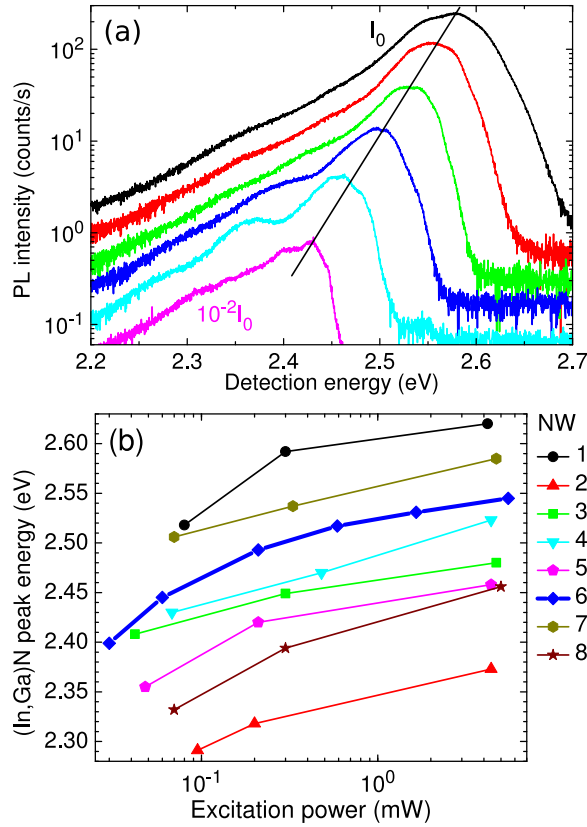 (a)
I₀
10² 
10¹
10⁰
10⁻¹
PL intensity (counts/s)
10⁻²I₀
2.2 2.3 2.4 2.5 2.6 2.7
Detection energy (eV)
(b)
NW
2.60
2.55
2.50
2.45
2.40
2.35
2.30
(In,Ga)N peak energy (eV)
1
2
3
4
5
6
7
8
10⁻¹ 10⁰
Excitation power (mW)